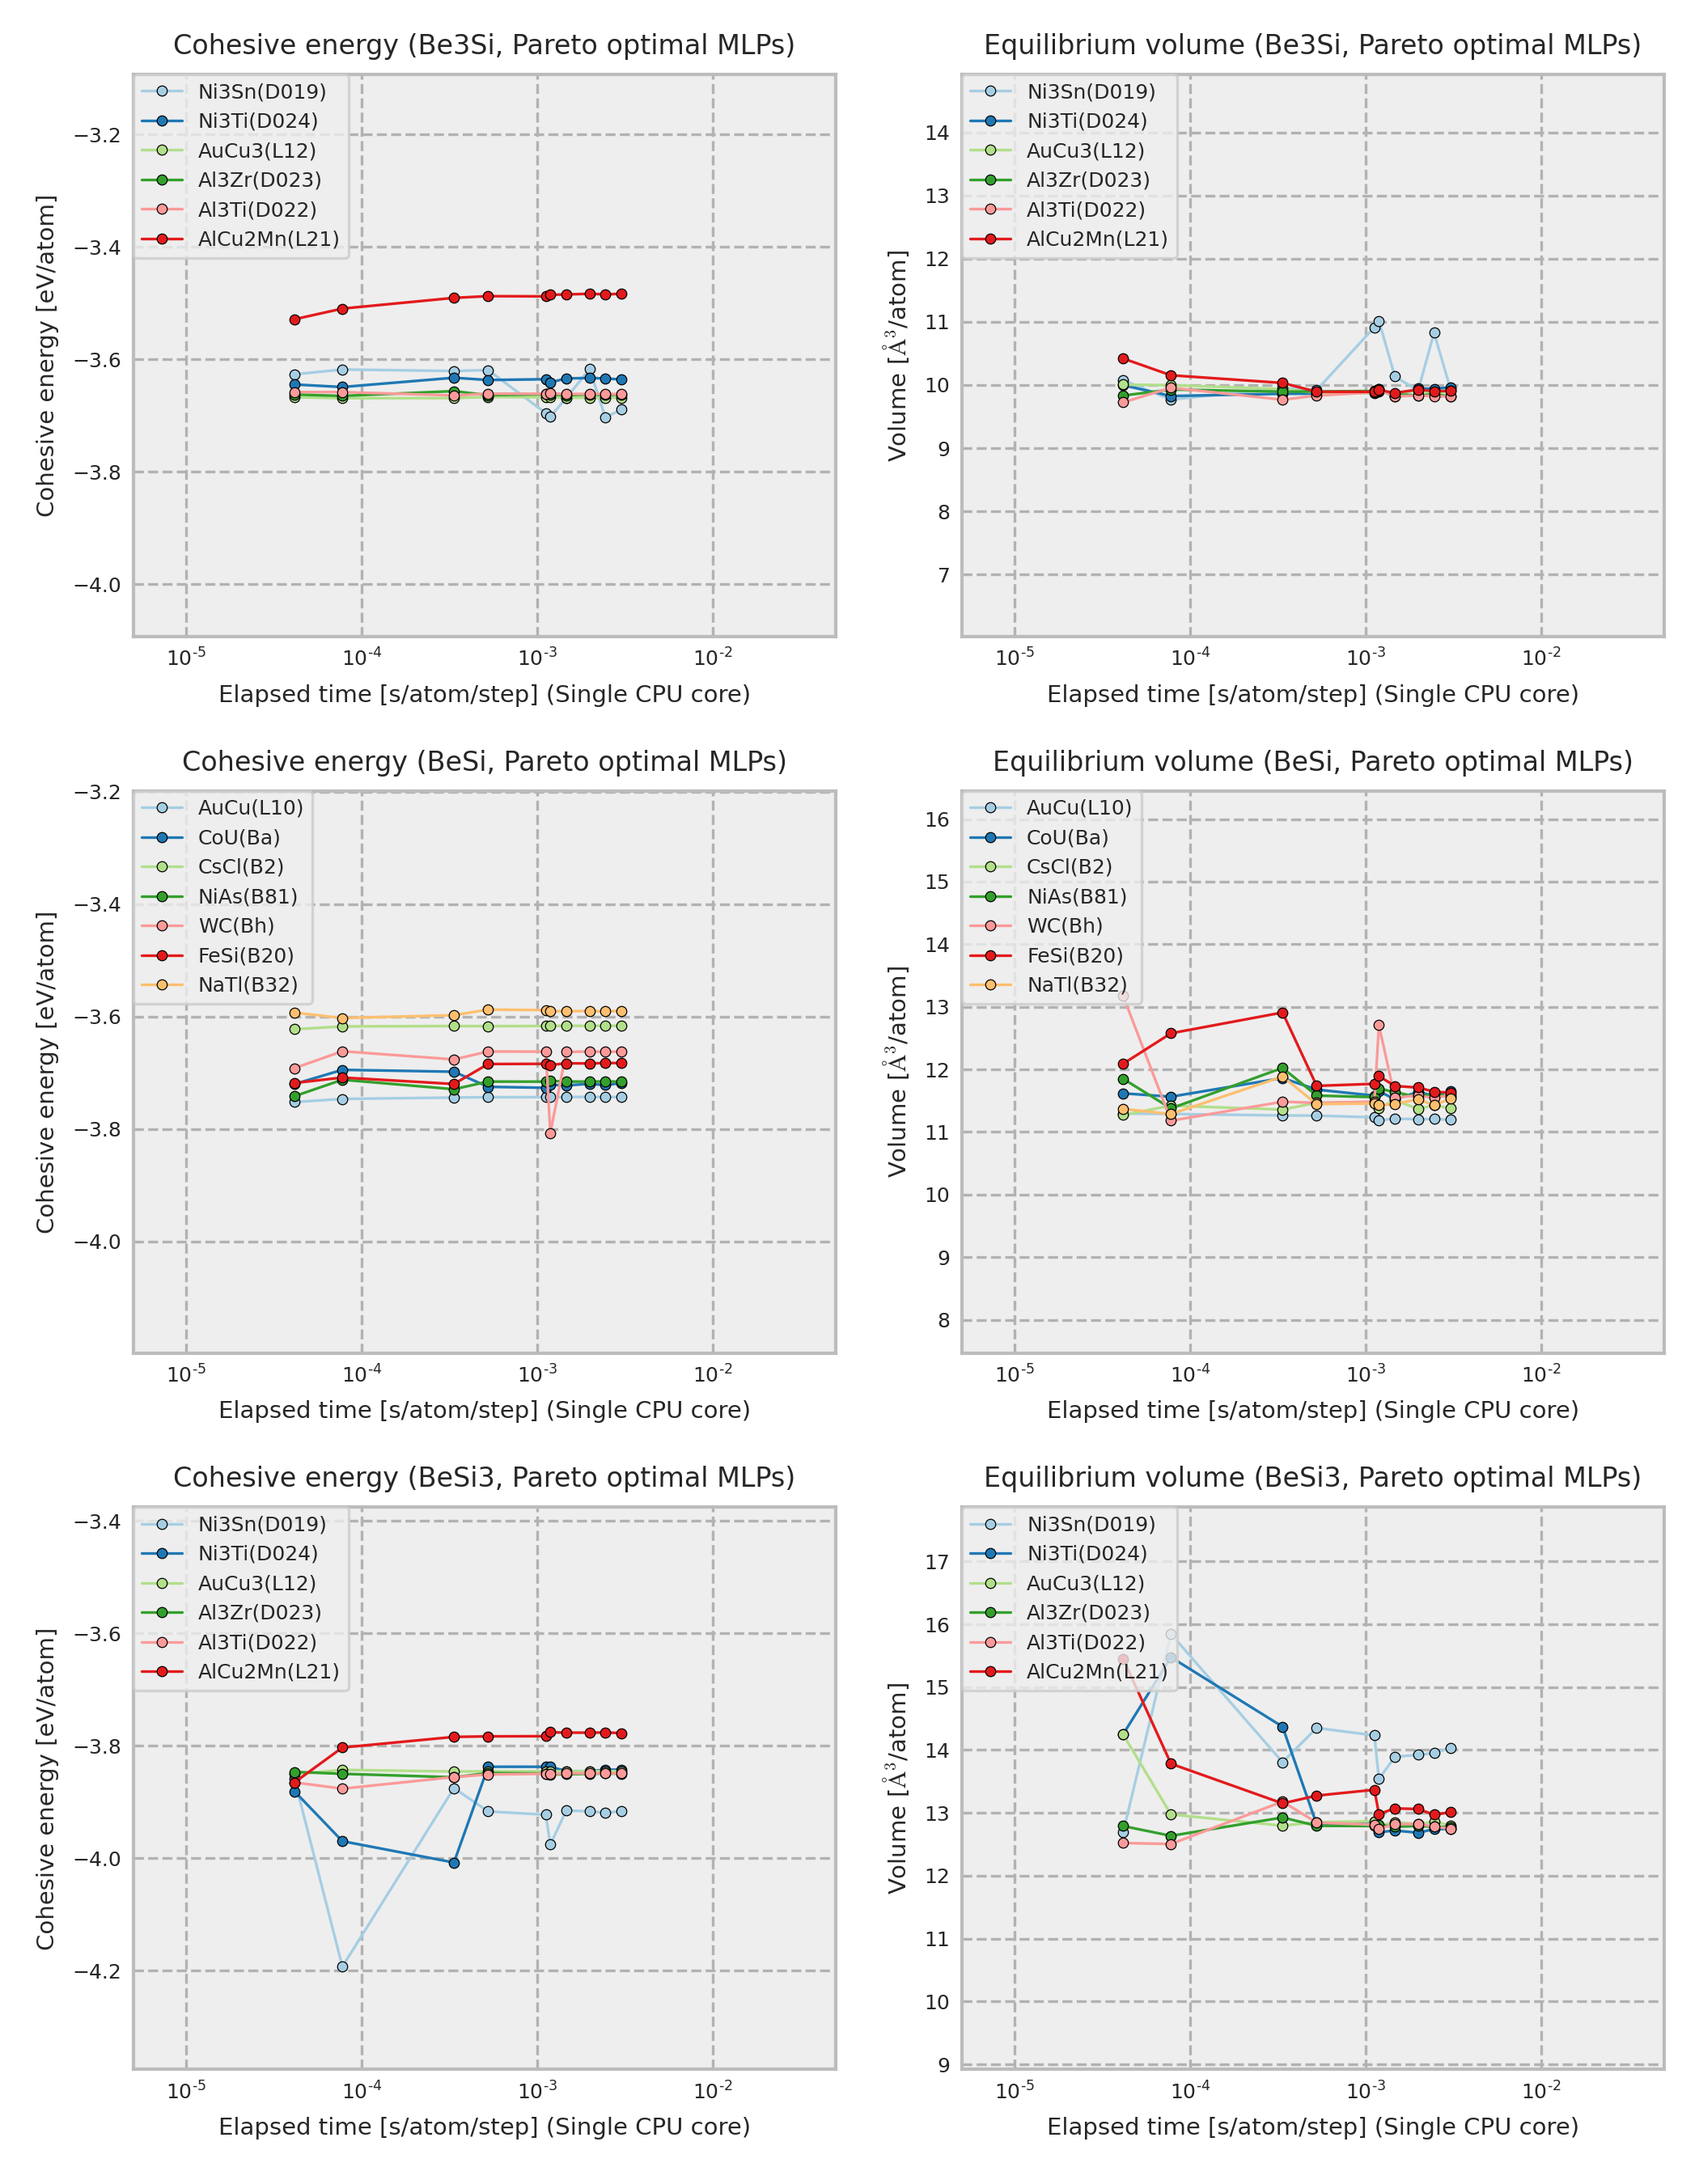 Cohesive energy (Be3Si, Pareto optimal MLPs)
Ni3Sn(D019)
Ni3Ti(D024)
AuCu3(L12)
Al3Zr(D023)
Al3Ti(D022)
AlCu2Mn(L21)
−3.2
−3.4
−3.6
−3.8
−4.0
Cohesive energy [eV/atom]
10-5
10-4
10-3
10-2
Elapsed time [s/atom/step] (Single CPU core)
Equilibrium volume (Be3Si, Pareto optimal MLPs)
Ni3Sn(D019)
Ni3Ti(D024)
AuCu3(L12)
Al3Zr(D023)
Al3Ti(D022)
AlCu2Mn(L21)
14
13
12
11
10
9
8
7
Volume [Å3/atom]
10-5
10-4
10-3
10-2
Elapsed time [s/atom/step] (Single CPU core)
Cohesive energy (BeSi, Pareto optimal MLPs)
AuCu(L10)
CoU(Ba)
CsCl(B2)
NiAs(B81)
WC(Bh)
FeSi(B20)
NaTl(B32)
−3.2
−3.4
−3.6
−3.8
−4.0
Cohesive energy [eV/atom]
10-5
10-4
10-3
10-2
Elapsed time [s/atom/step] (Single CPU core)
Equilibrium volume (BeSi, Pareto optimal MLPs)
AuCu(L10)
CoU(Ba)
CsCl(B2)
NiAs(B81)
WC(Bh)
FeSi(B20)
NaTl(B32)
16
15
14
13
12
11
10
9
8
Volume [Å3/atom]
10-5
10-4
10-3
10-2
Elapsed time [s/atom/step] (Single CPU core)
Cohesive energy (BeSi3, Pareto optimal MLPs)
Ni3Sn(D019)
Ni3Ti(D024)
AuCu3(L12)
Al3Zr(D023)
Al3Ti(D022)
AlCu2Mn(L21)
−3.4
−3.6
−3.8
−4.0
−4.2
Cohesive energy [eV/atom]
10-5
10-4
10-3
10-2
Elapsed time [s/atom/step] (Single CPU core)
Equilibrium volume (BeSi3, Pareto optimal MLPs)
Ni3Sn(D019)
Ni3Ti(D024)
AuCu3(L12)
Al3Zr(D023)
Al3Ti(D022)
AlCu2Mn(L21)
17
16
15
14
13
12
11
10
9
Volume [Å3/atom]
10-5
10-4
10-3
10-2
Elapsed time [s/atom/step] (Single CPU core)